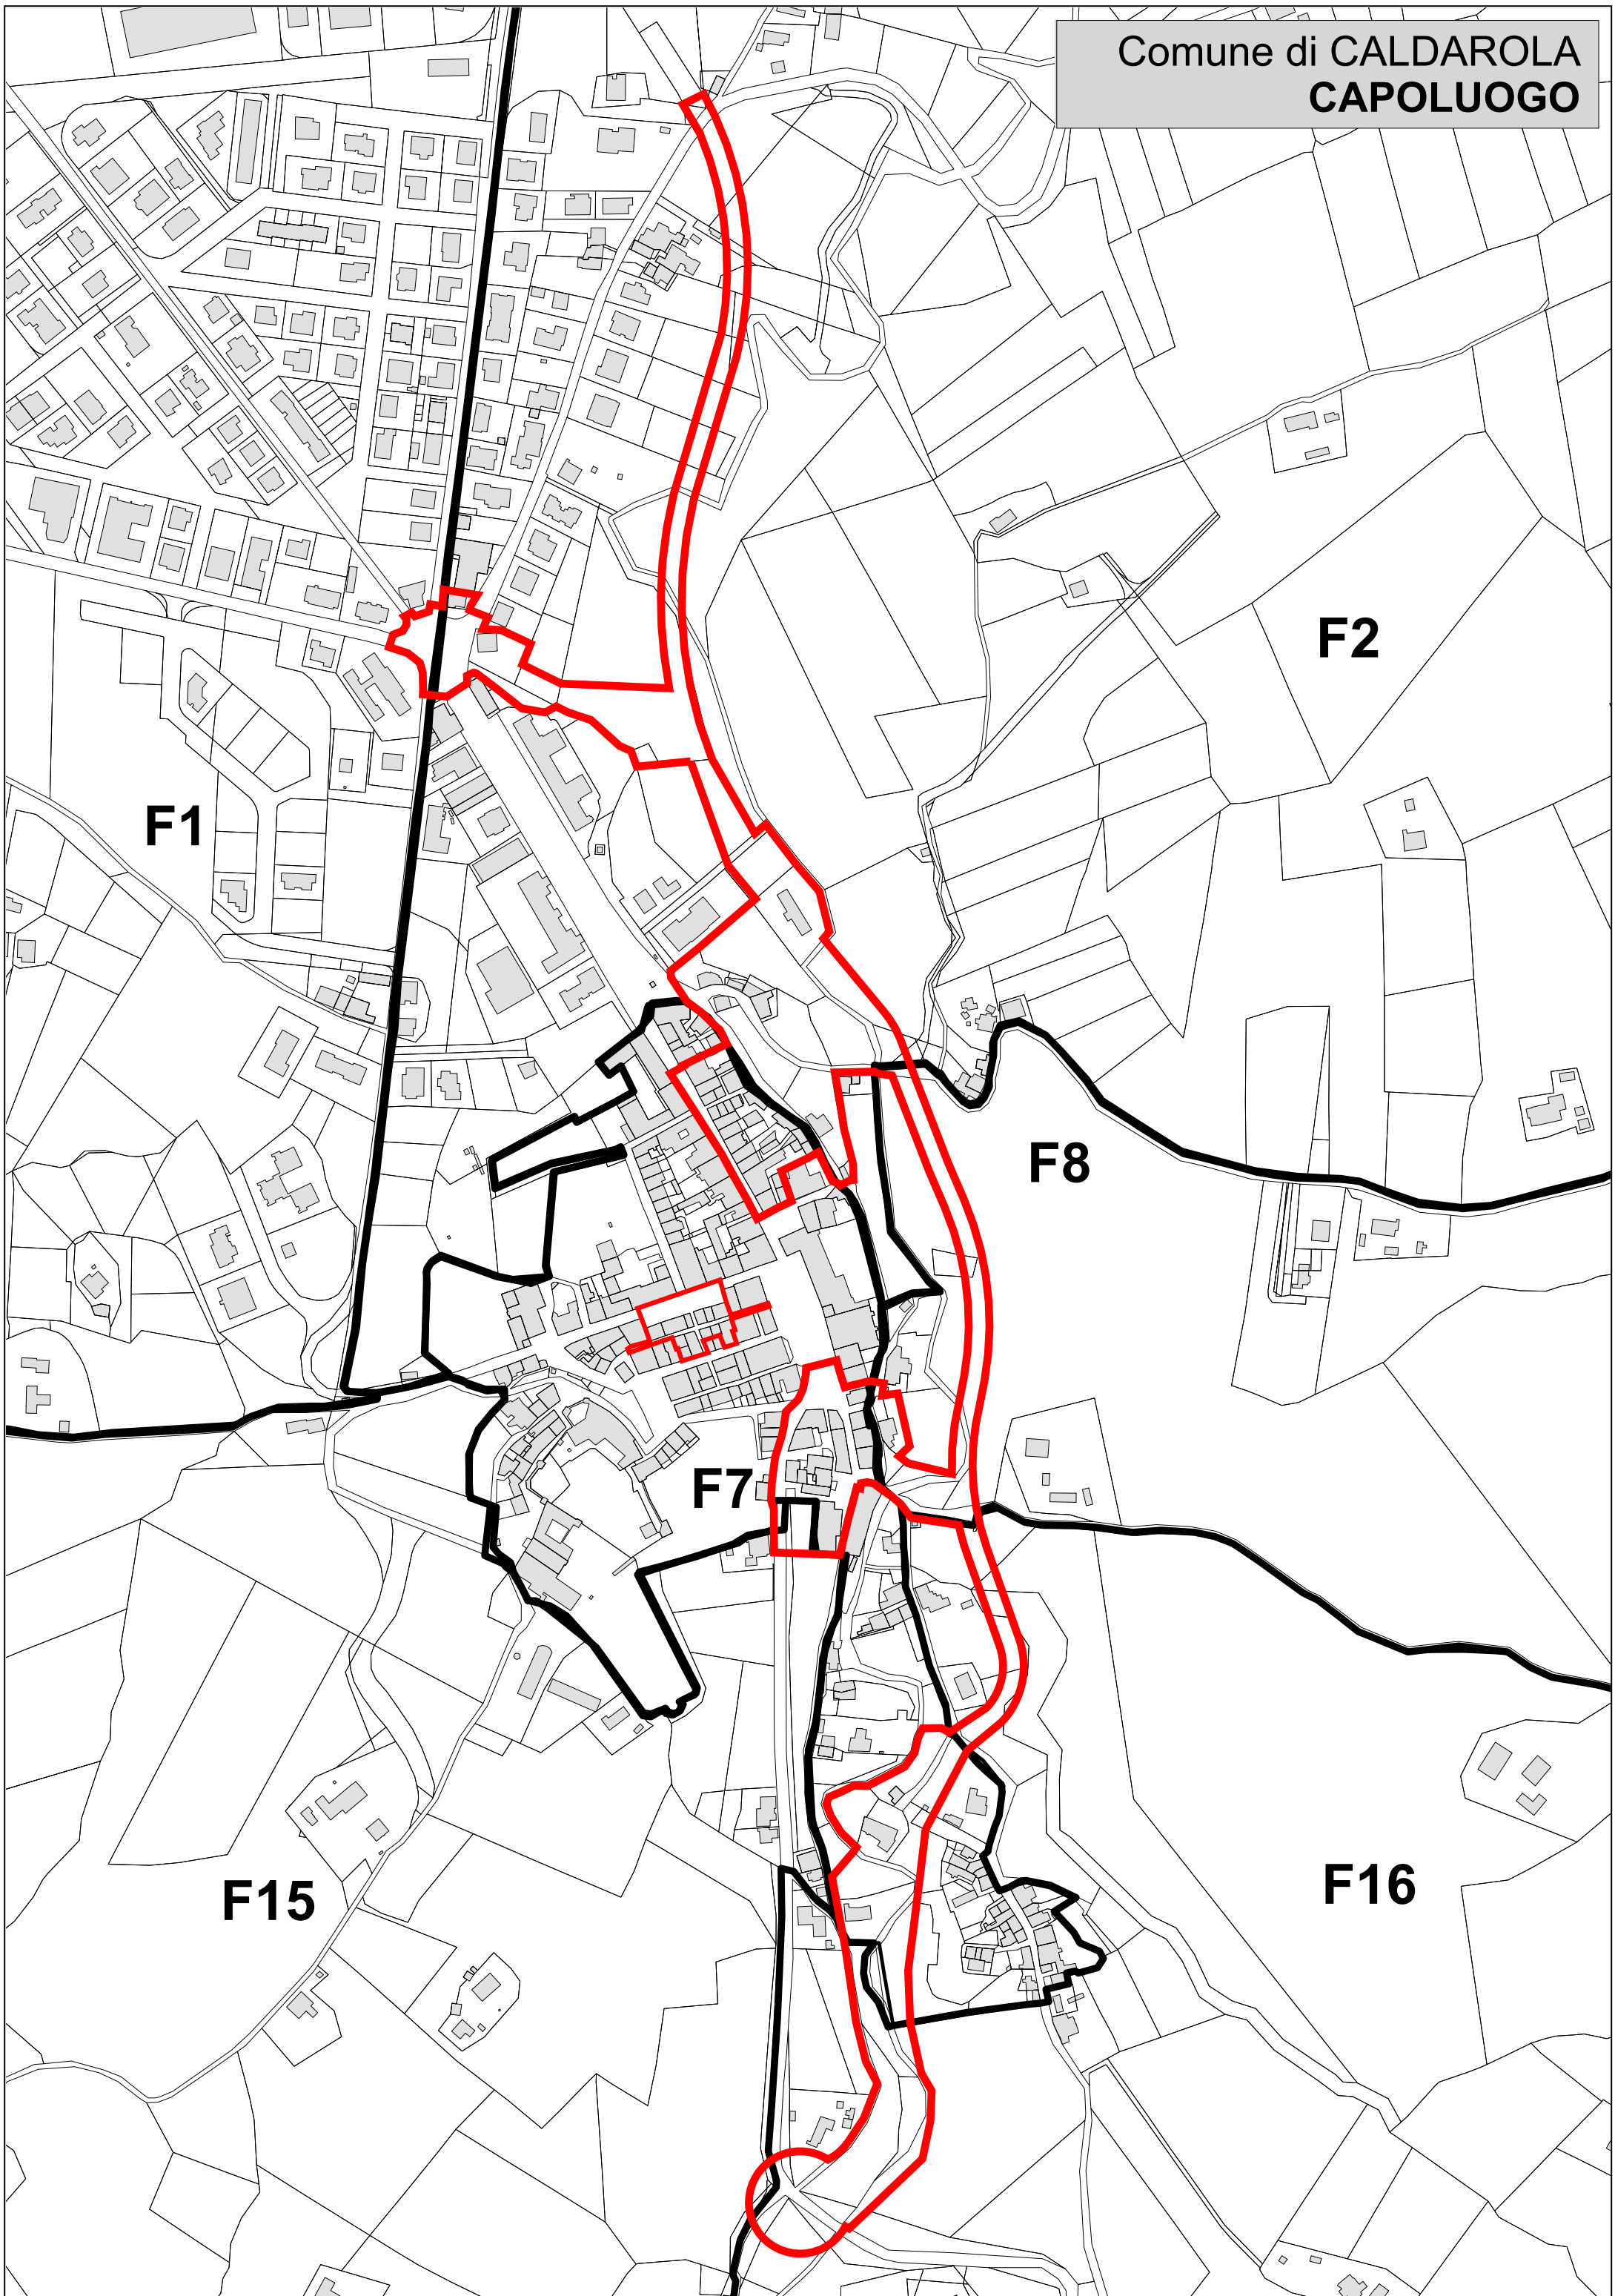 Comune di CALDAROLA
CAPOLUOGO
F2
F1
F8
F7
F15
F16